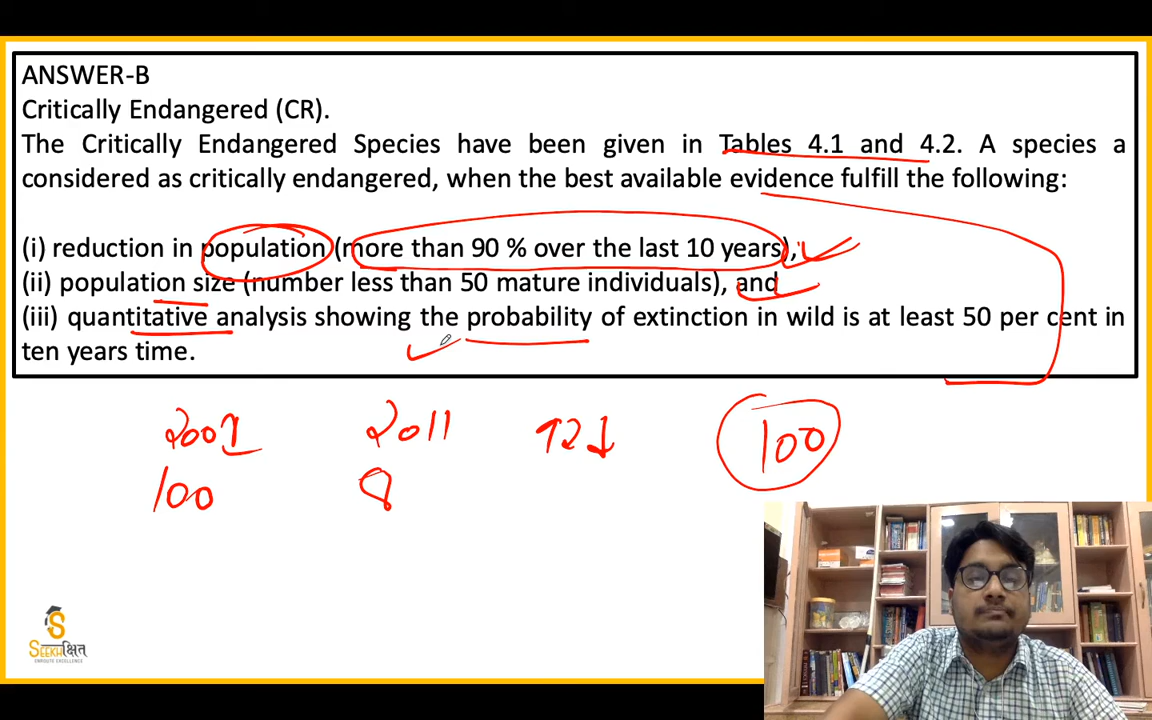 ANSWER-B
Critically Endangered (CR).
The Critically Endangered Species have been given in Tables 4.1 and 4.2. A species a
considered as critically endangered, when the best available evidence fulfill the following:
(i) reduction in population (more than 90 % over the last 10 years),
(ii) population size (number less than 50 mature individuals), and
(iii) quantitative analysis showing the probability of extinction in wild is at least 50 per cent in
ten years time.
2001 2011 92↓ 100
100 8
S
SEEKHक्षित
ENROUTE EXCELLENCE